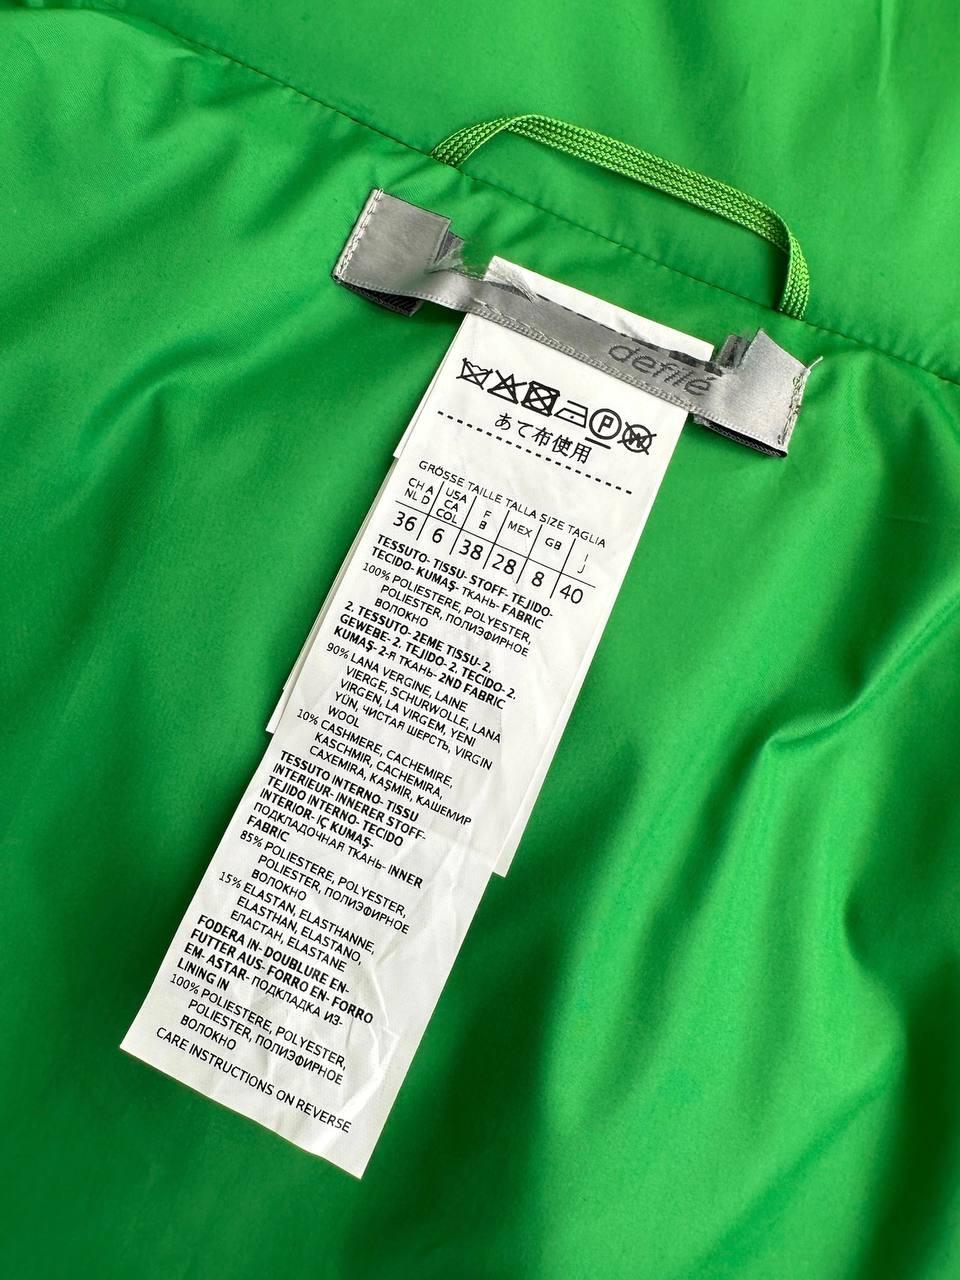 defilé
P
W
あて布使用
GRÖSSE TAILLE TALLA SIZE TAGLIA
CH A NL D | USA CA COL | F B | MEX | GB | I J
36 | 6 | 38 | 28 | 8 | 40
TESSUTO- TISSU- STOFF- TEJIDO-
TECIDO- KUMAŞ- ТКАНЬ- FABRIC
100% POLIESTERE, POLYESTER,
POLIESTER, ПОЛИЭФИРНОЕ
ВОЛОКНО
2. TESSUTO- 2EME TISSU- 2.
GEWEBE- 2. TEJIDO- 2. TECIDO- 2.
KUMAŞ- 2-Я ТКАНЬ- 2ND FABRIC
90% LANA VERGINE, LAINE
VIERGE, SCHURWOLLE, LANA
VIRGEN, LA VIRGEM, YENI
YÜN, ЧИСТАЯ ШЕРСТЬ, VIRGIN
WOOL
10% CASHMERE, CACHEMIRE,
KASCHMIR, CACHEMIRA,
CAXEMIRA, KAŞMİR, КАШЕМИР
TESSUTO INTERNO- TISSU
INTERIEUR- INNERER STOFF-
TEJIDO INTERNO- TECIDO
INTERIOR- IÇ KUMAŞ-
ПОДКЛАДОЧНАЯ ТКАНЬ- INNER
FABRIC
85% POLIESTERE, POLYESTER,
POLIESTER, ПОЛИЭФИРНОЕ
ВОЛОКНО
15% ELASTAN, ELASTHANNE,
ELASTHAN, ELASTANO,
ЕПАСТАН, ELASTANE
FODERA IN- DOUBLURE EN-
FUTTER AUS- FORRO EN- FORRO
EM- ASTAR- ПОДКЛАДКА ИЗ-
LINING IN
100% POLIESTERE, POLYESTER,
POLIESTER, ПОЛИЭФИРНОЕ
ВОЛОКНО
CARE INSTRUCTIONS ON REVERSE